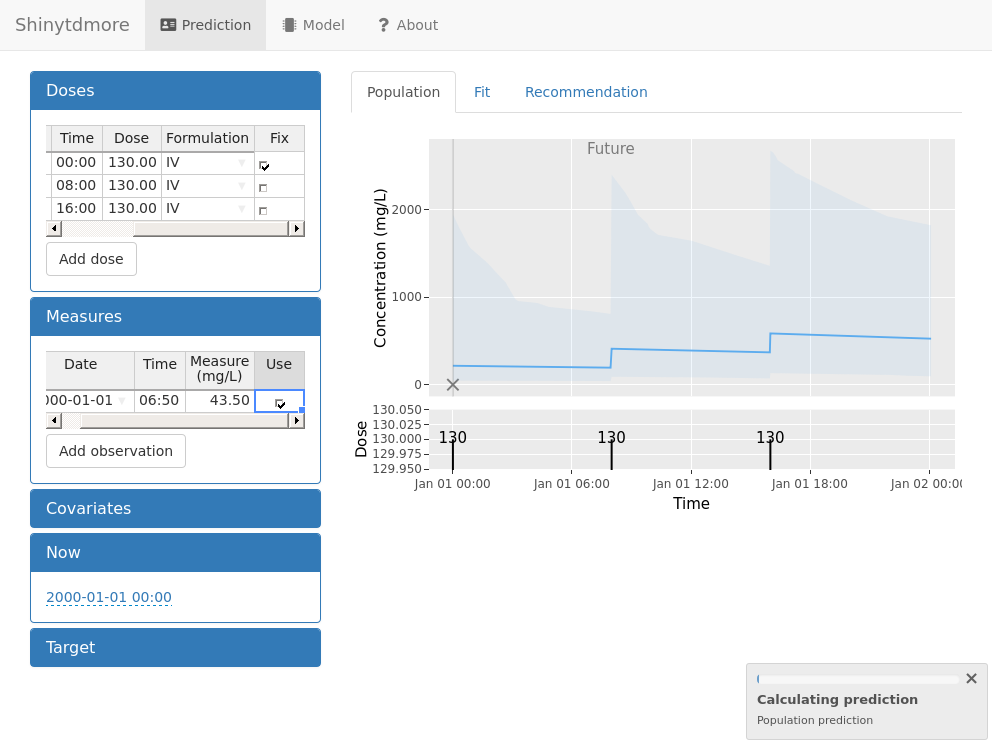 Shinytdmore Prediction Model ? About
Doses
Time Dose Formulation Fix
00:00 130.00 IV
08:00 130.00 IV
16:00 130.00 IV
Add dose
Measures
Date Time Measure (mg/L) Use
000-01-01 06:50 43.50
Add observation
Covariates
Now
2000-01-01 00:00
Target
Population Fit Recommendation
Future
Concentration (mg/L)
2000
1000
0
Dose
130.050
130.025
130.000
129.975
129.950
130 130 130
Jan 01 00:00 Jan 01 06:00 Jan 01 12:00 Jan 01 18:00 Jan 02 00:00
Time
Calculating prediction
Population prediction